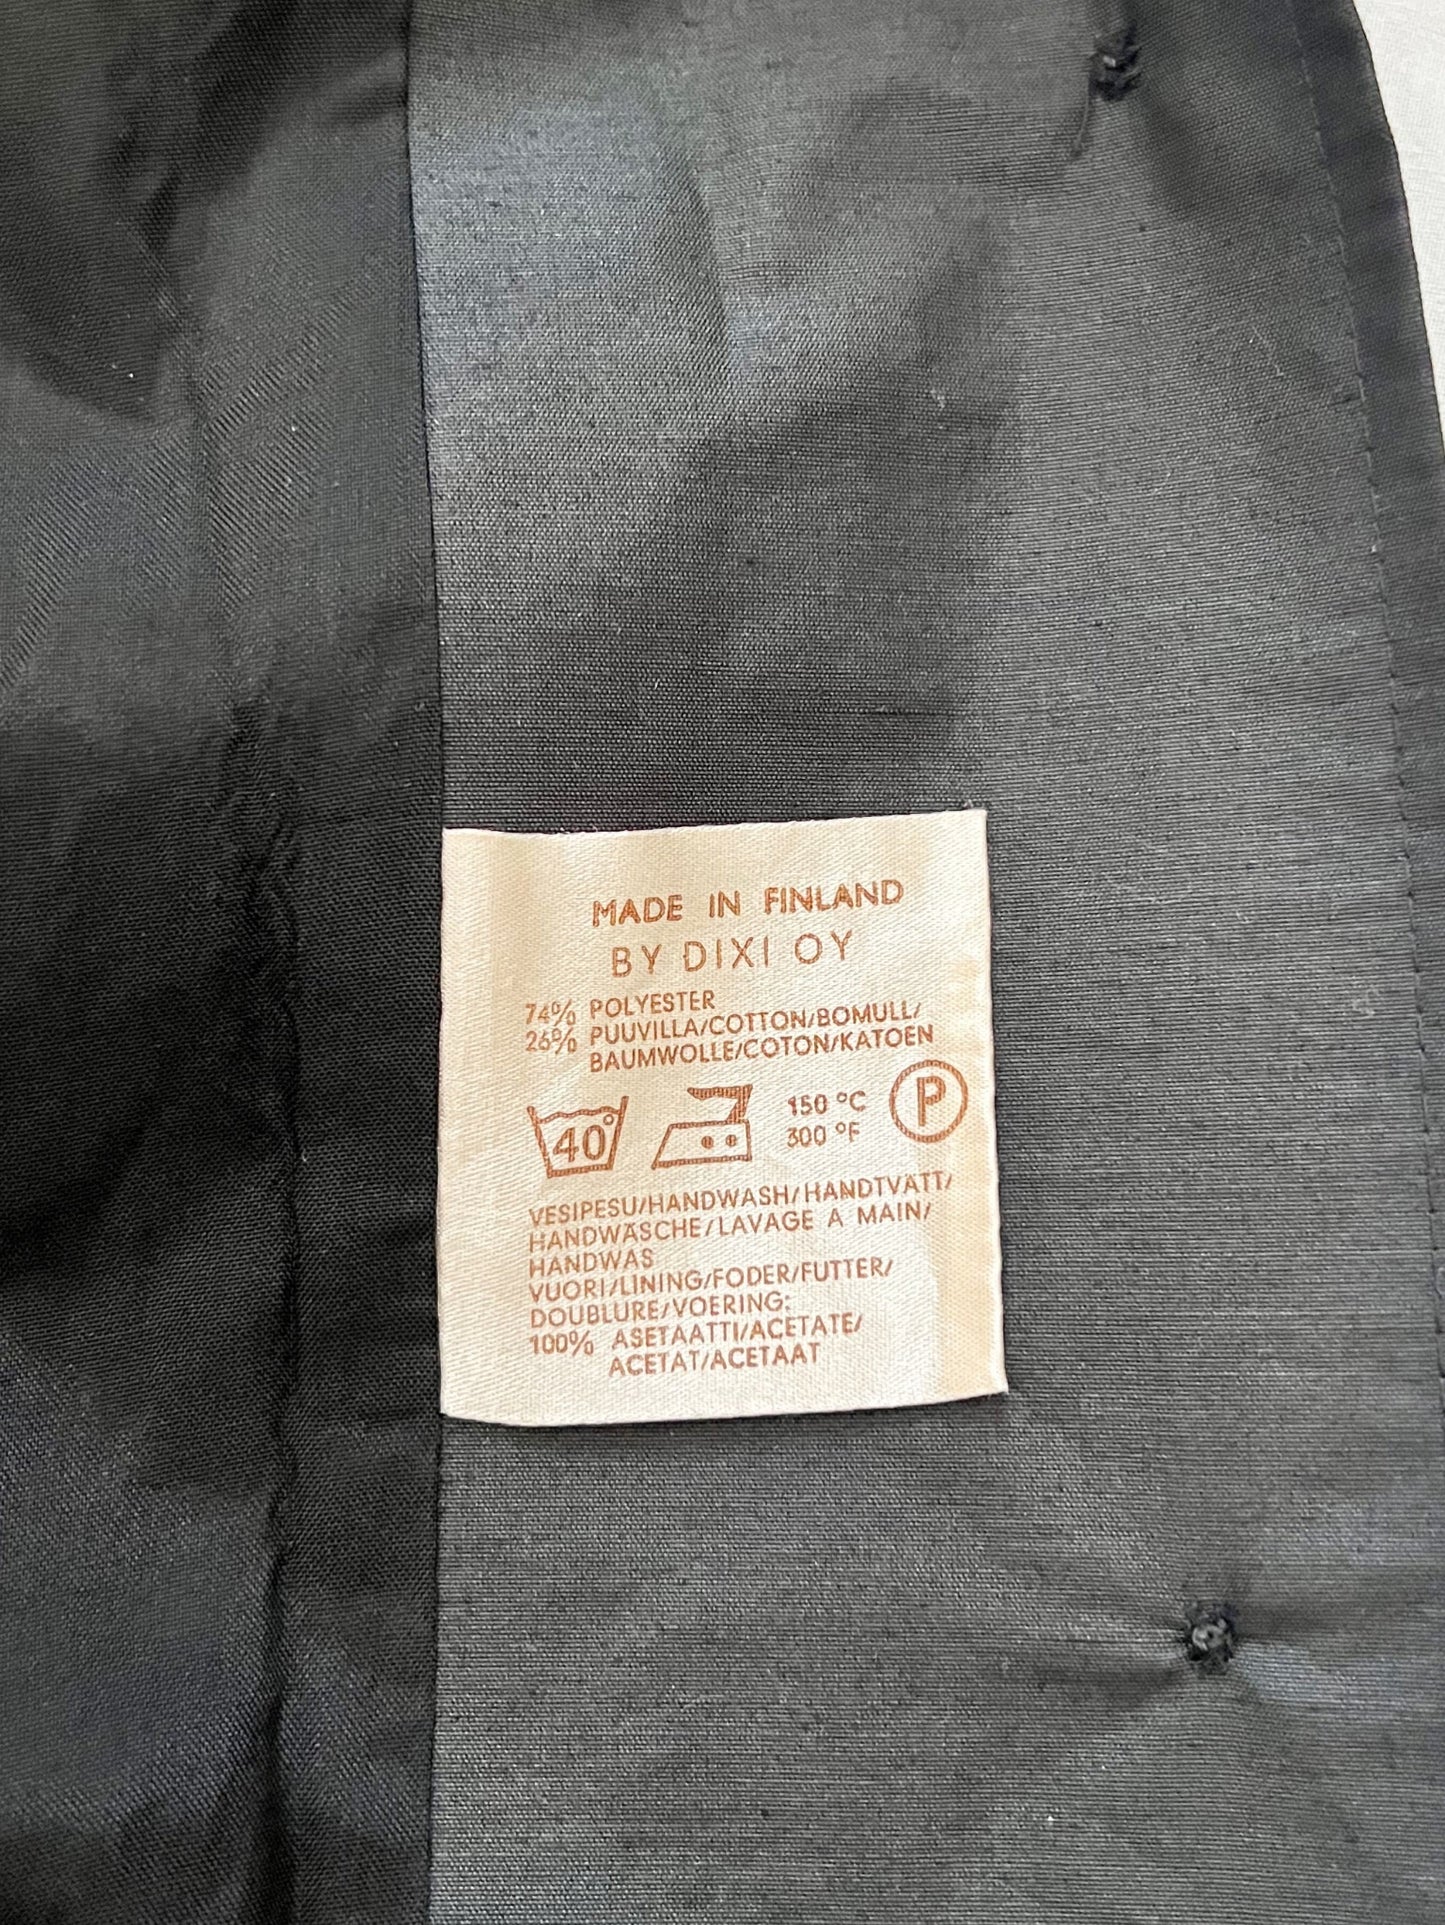 MADE IN FINLAND
BY DIXI OY
74% POLYESTER
26% PUUVILLA/COTTON/BOMULL/
BAUMWOLLE/COTON/KATOEN
40° 150 °C P
300 °F
VESIPESU/HANDWASH/HANDTVÄTT/
HANDWÄSCHE/LAVAGE A MAIN/
HANDWAS
VUORI/LINING/FODER/FUTTER/
DOUBLURE/VOERING:
100% ASETAATTI/ACETATE/
ACETAT/ACETAAT